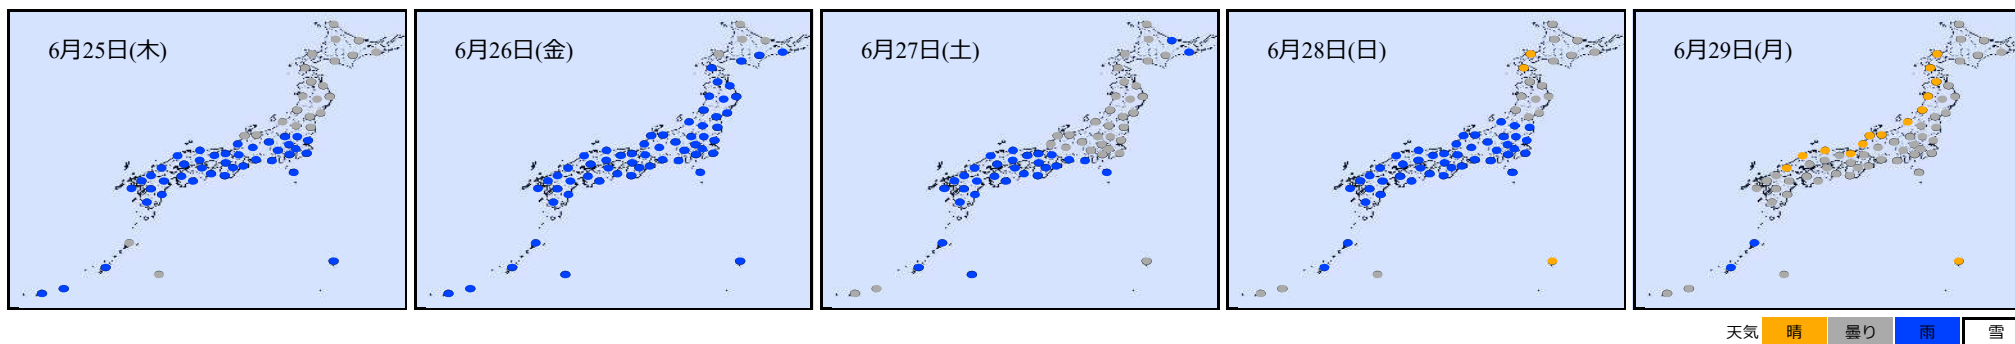 6月25日(木)
6月26日(金)
6月27日(土)
6月28日(日)
6月29日(月)
天気 晴 曇り 雨 雪